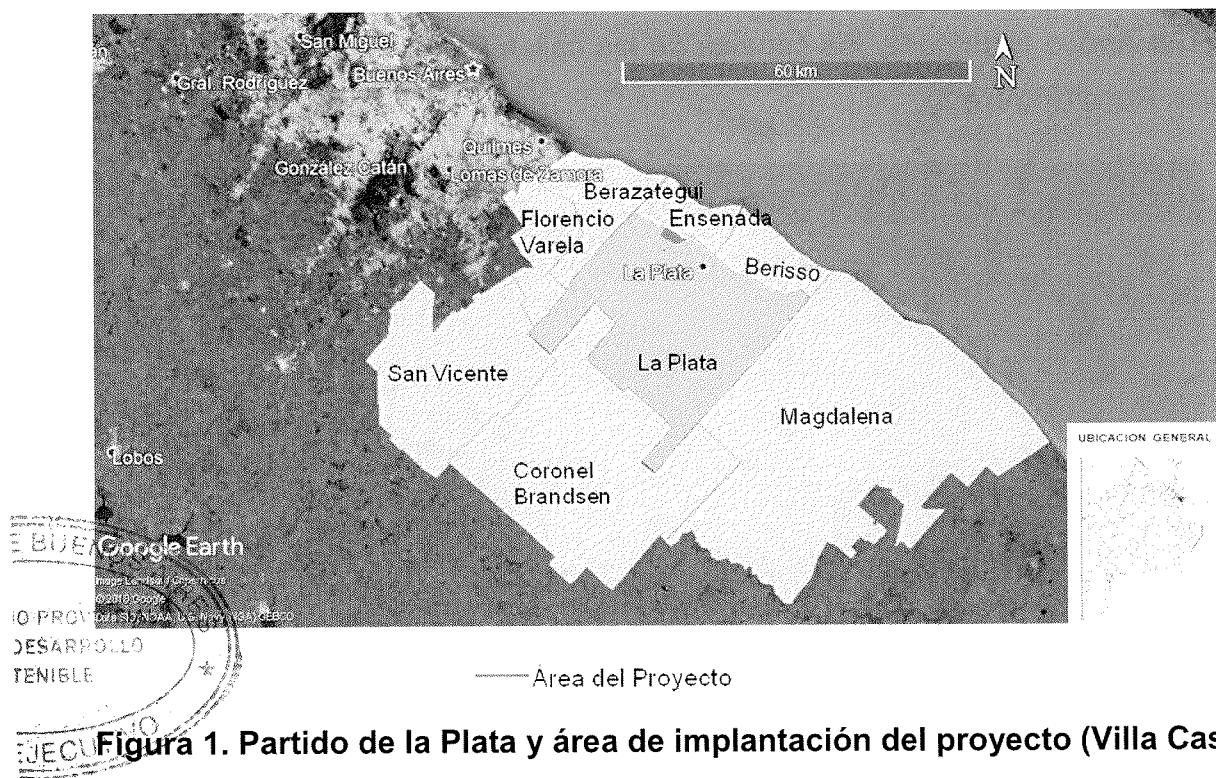 San Miguel
Gral. Rodríguez
Buenos Aires
60 km
N
Quilmes
González Catán
Lomas de Zamora
Berazategui
Florencio
Varela
Ensenada
La Plata
Berisso
San Vicente
La Plata
Magdalena
Lobos
Coronel
Brandsen
UBICACION GENERAL
Google Earth
© 2018 Google
DESARROLLO
TENIBLE
Área del Proyecto
Figura 1. Partido de la Plata y área de implantación del proyecto (Villa Cas